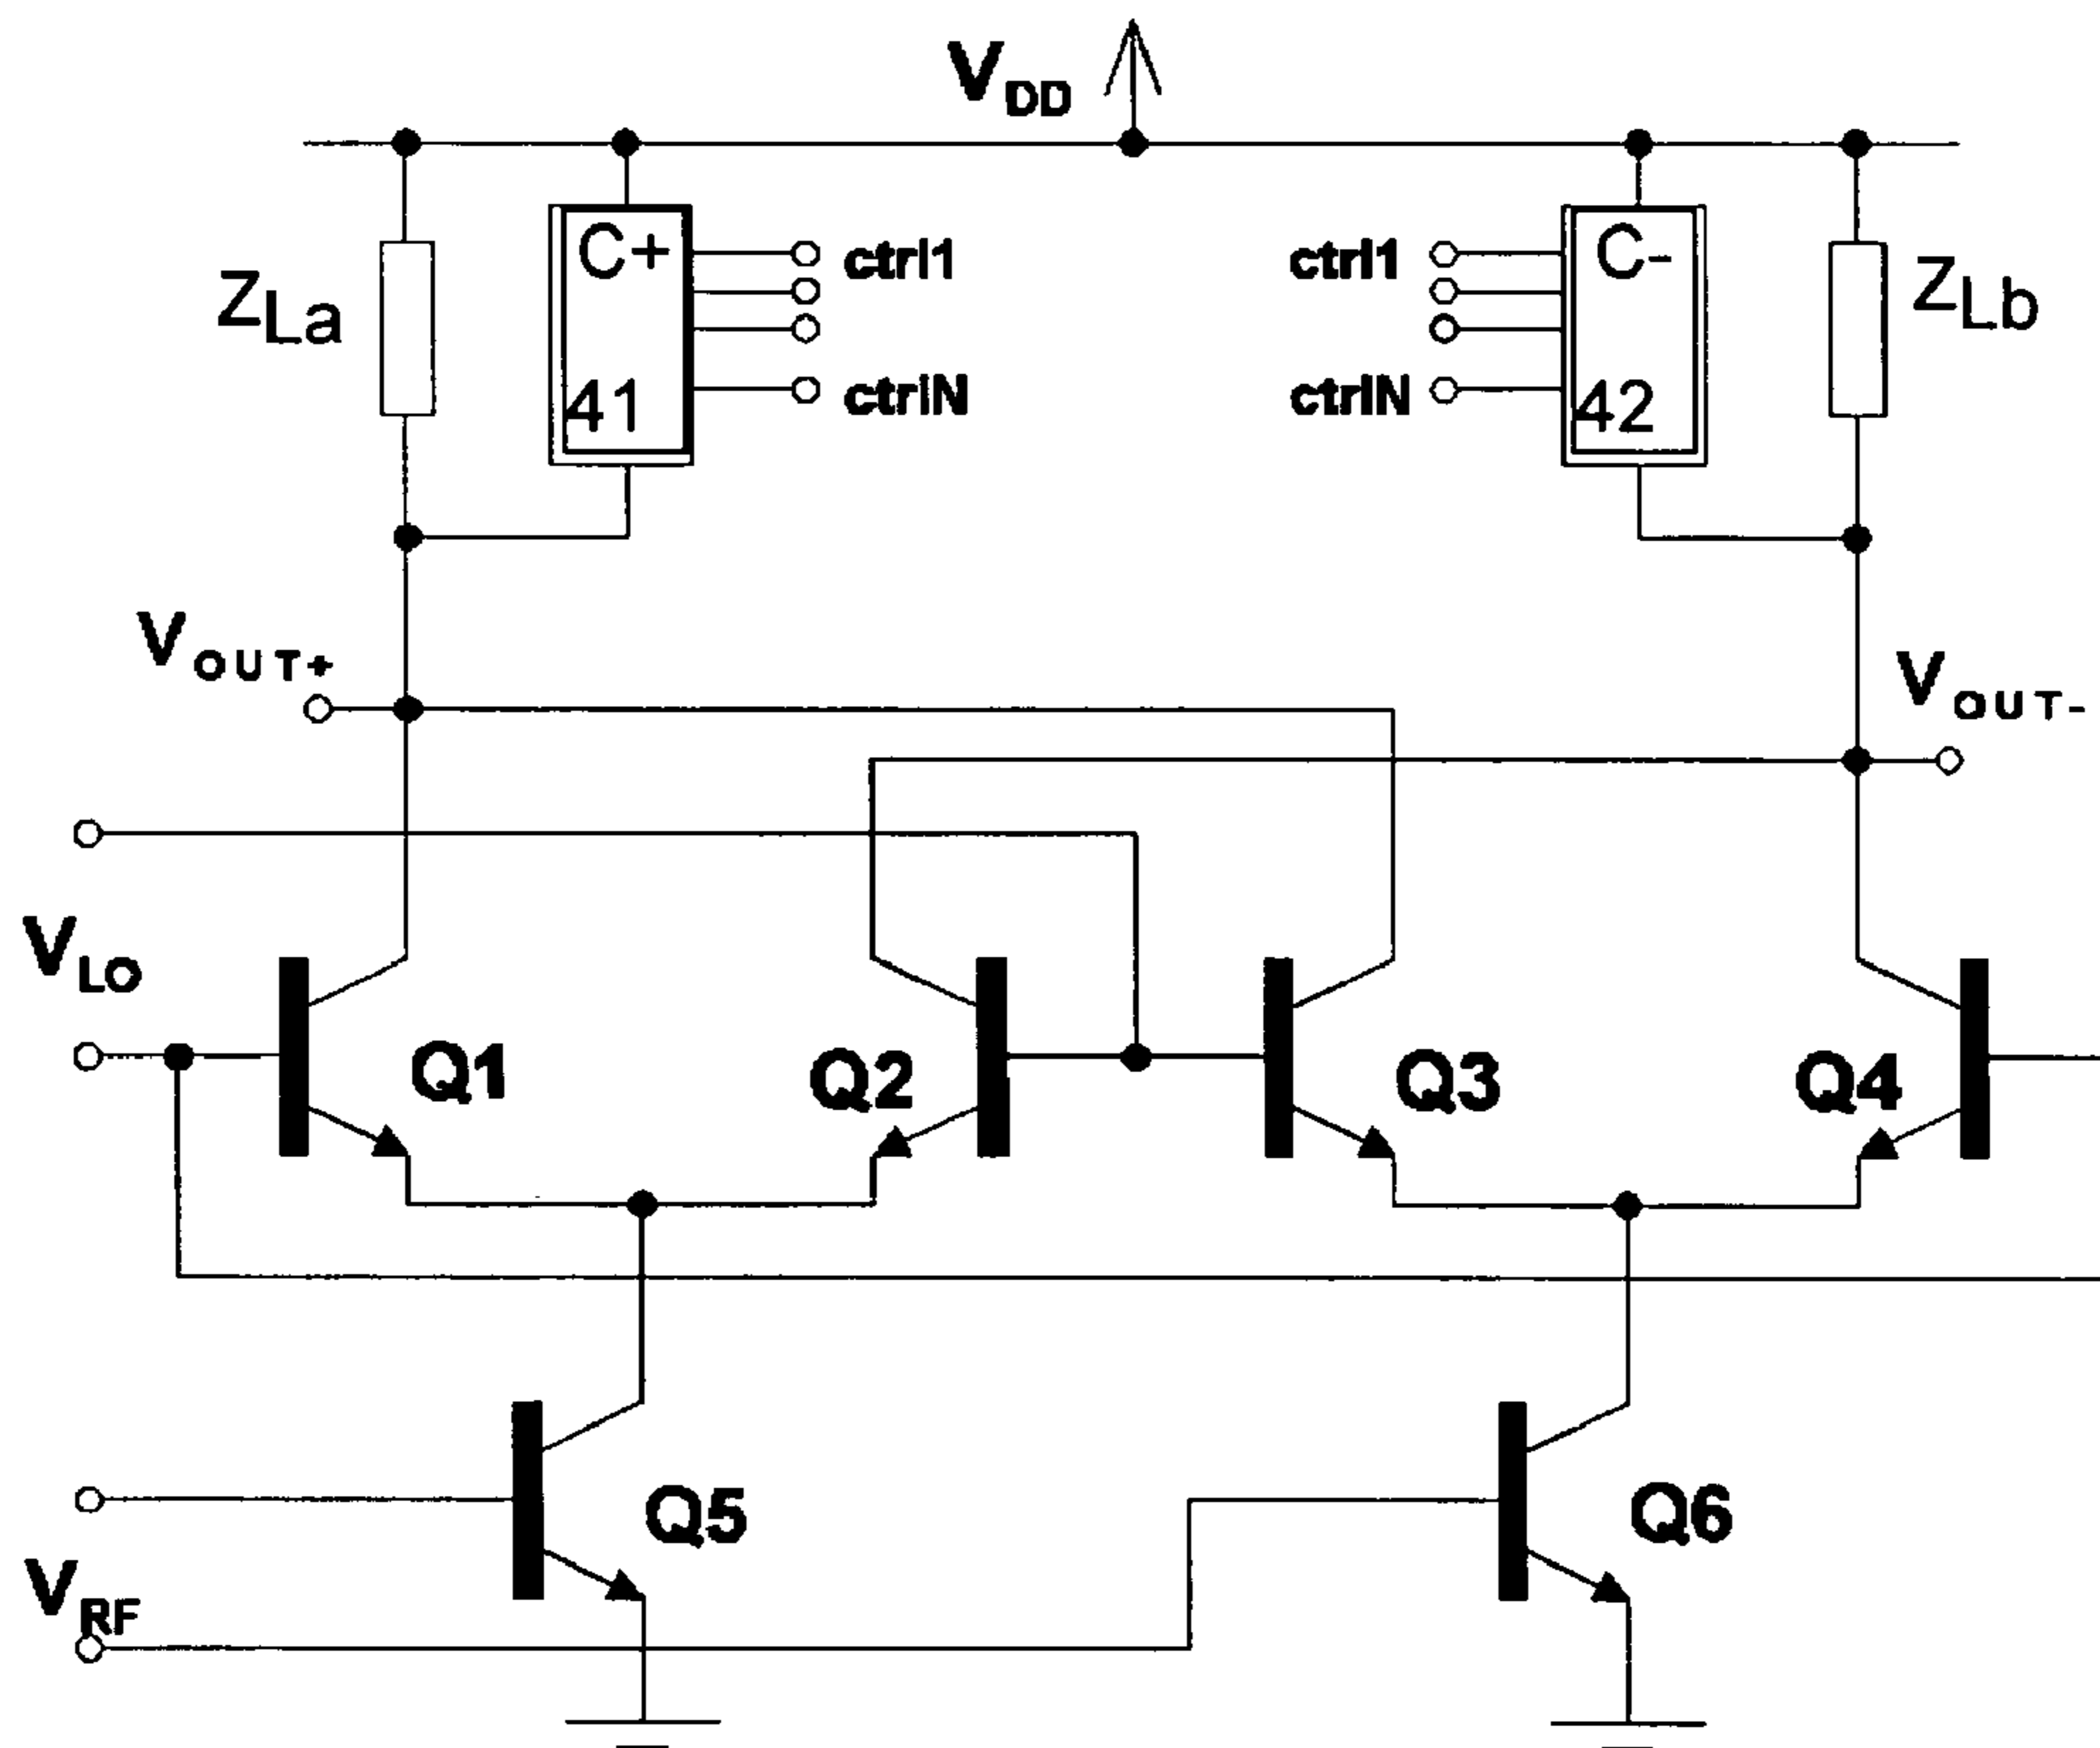 VDD
C+
ctrl1
ctrl1
C-
ZLa
ZLb
41
ctrlN
ctrlN
42
VOUT+
VOUT-
VLO
Q1
Q2
Q3
Q4
Q5
Q6
VRF